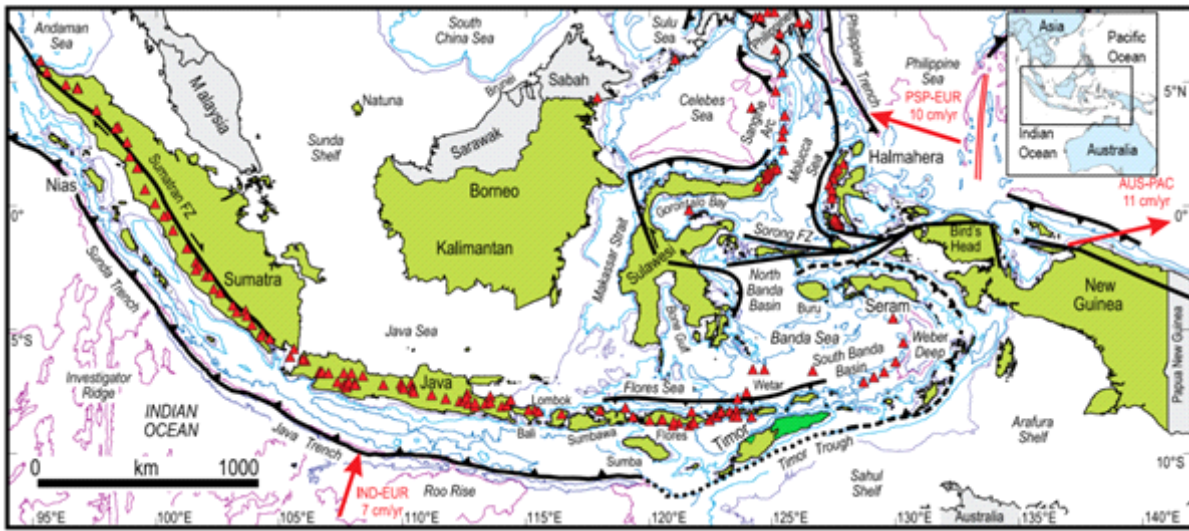 Andaman
Sea
South
China Sea
Sulu
Sea
Philippines
Philippine Trench
Philippine
Sea
PSP-EUR
10 cm/yr
Asia
Pacific
Ocean
Indian
Ocean
Australia
5°N
Malaysia
Natuna
Brunei
Sabah
Celebes
Sea
Sangihe
Arc
Molucca
Sea
Halmahera
AUS-PAC
11 cm/yr
Sunda
Shelf
Sarawak
Nias
Sumatran FZ
Borneo
Gorontalo Bay
0°
0°
Kalimantan
Makassar Strait
Sorong FZ
Bird's
Head
Sunda Trench
Sumatra
Sulawesi
North
Banda
Basin
New
Guinea
Buru
Seram
Papua New Guinea
5°S
Java Sea
Bone Gulf
Banda Sea
Weber
Deep
South Banda
Basin
Investigator
Ridge
Java
Flores Sea
Wetar
Lombok
INDIAN
OCEAN
Bali
Sumbawa
Flores
Timor
Arafura
Shelf
Java Trench
Timor Trough
0
km
1000
Sumba
10°S
IND-EUR
7 cm/yr
Roo Rise
Sahul
Shelf
Australia
95°E
100°E
105°E
110°E
115°E
120°E
125°E
130°E
135°E
140°E